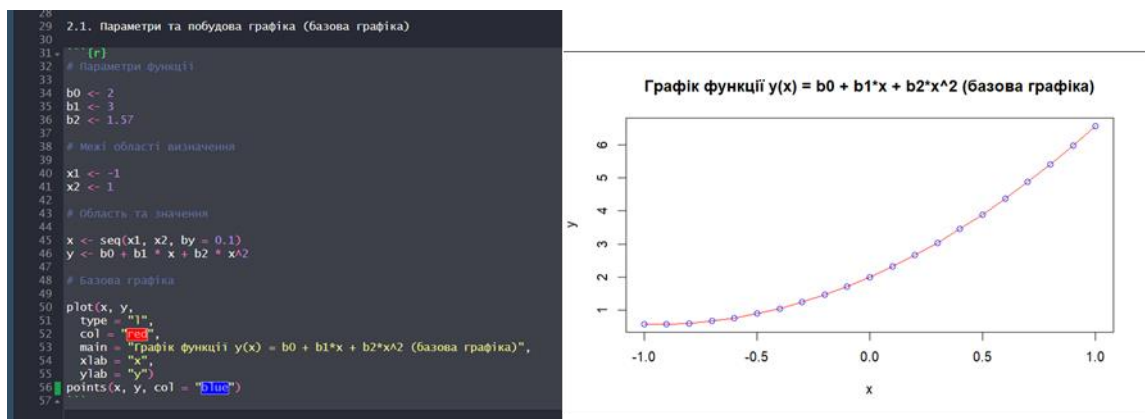 28
29 2.1. Параметри та побудова графіка (базова графіка)
30
31 ```{r}
32 # Параметри функції
33
34 b0 <- 2
35 b1 <- 3
36 b2 <- 1.57
37
38 # Межі області визначення
39
40 x1 <- -1
41 x2 <- 1
42
43 # Область та значення
44
45 x <- seq(x1, x2, by = 0.1)
46 y <- b0 + b1 * x + b2 * x^2
47
48 # Базова графіка
49
50 plot(x, y,
51 type = "l",
52 col = "red",
53 main = "Графік функції y(x) = b0 + b1*x + b2*x^2 (базова графіка)",
54 xlab = "x",
55 ylab = "y")
56 points(x, y, col = "blue")
57 ```
Графік функції y(x) = b0 + b1*x + b2*x^2 (базова графіка)
y
6
5
4
3
2
1
-1.0 -0.5 0.0 0.5 1.0
x